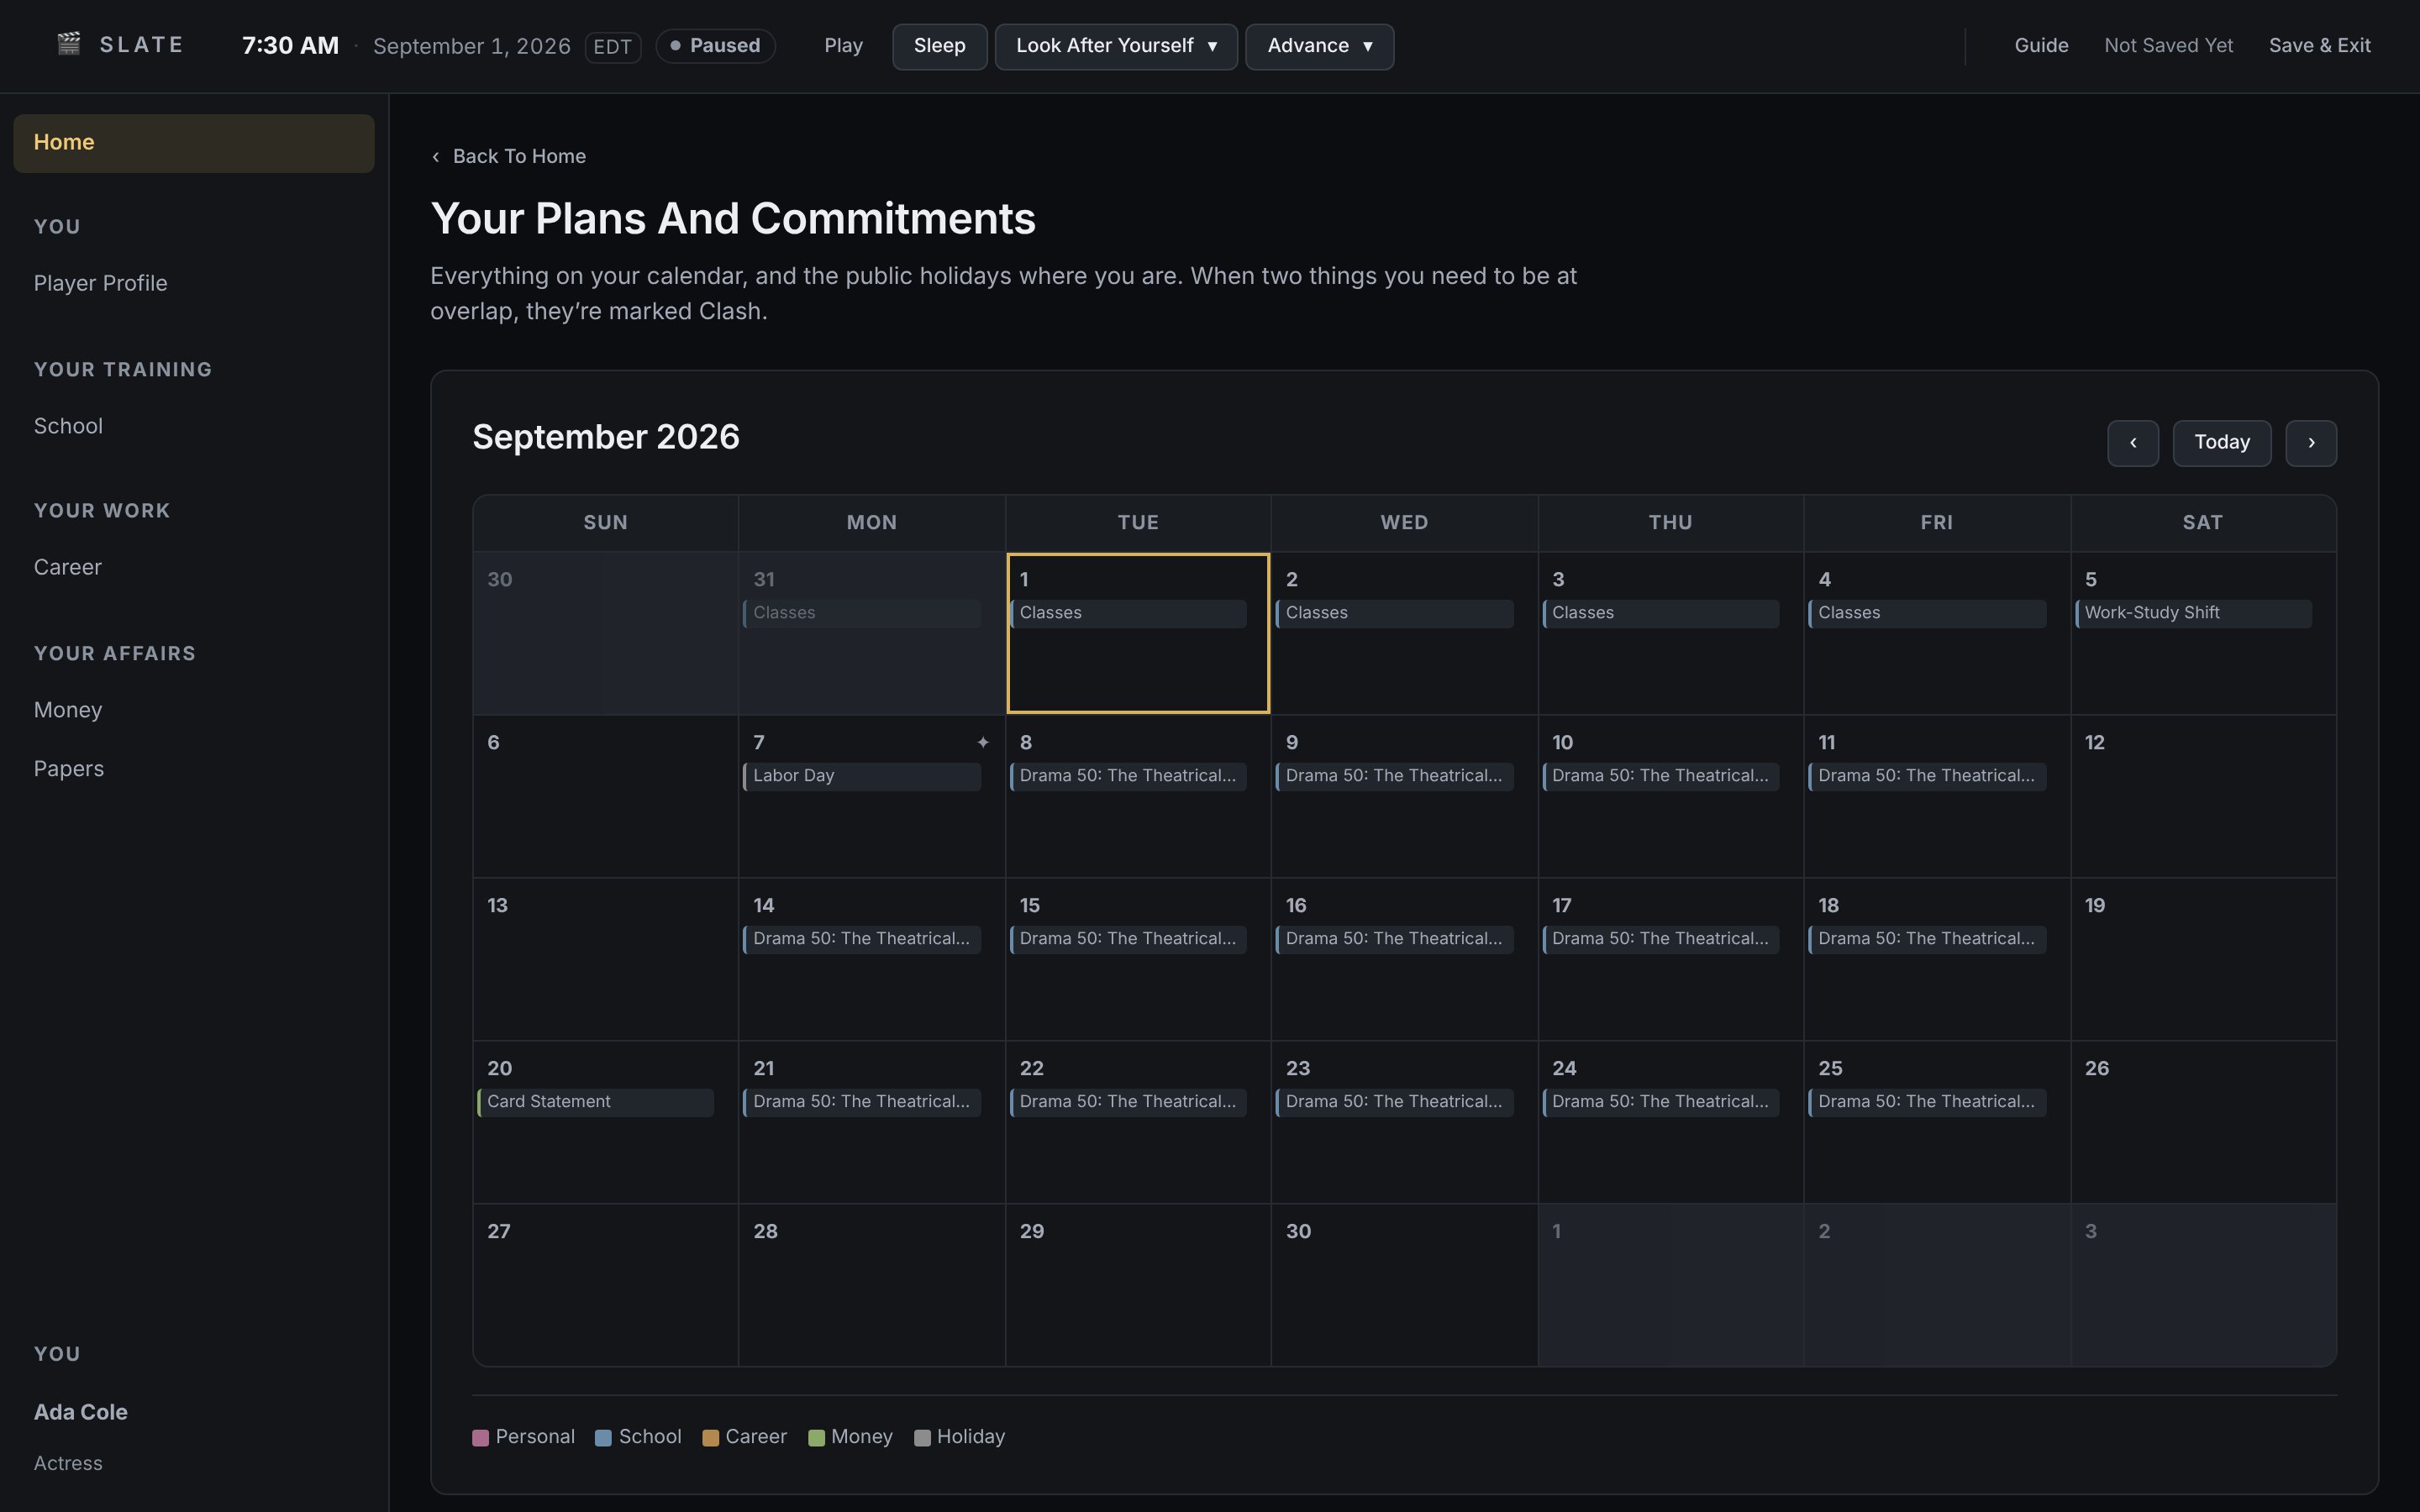 SLATE
7:30 AM · September 1, 2026 EDT Paused Play Sleep Look After Yourself ▾ Advance ▾ Guide Not Saved Yet Save & Exit
Home
YOU
Player Profile
YOUR TRAINING
School
YOUR WORK
Career
YOUR AFFAIRS
Money
Papers
YOU
Ada Cole
Actress
‹ Back To Home
Your Plans And Commitments
Everything on your calendar, and the public holidays where you are. When two things you need to be at
overlap, they’re marked Clash.
September 2026
‹ Today ›
SUN MON TUE WED THU FRI SAT
30 31 1 2 3 4 5
Classes Classes Classes Classes Classes Work-Study Shift
6 7 ✦ 8 9 10 11 12
Labor Day Drama 50: The Theatrical... Drama 50: The Theatrical... Drama 50: The Theatrical... Drama 50: The Theatrical...
13 14 15 16 17 18 19
Drama 50: The Theatrical... Drama 50: The Theatrical... Drama 50: The Theatrical... Drama 50: The Theatrical... Drama 50: The Theatrical...
20 21 22 23 24 25 26
Card Statement Drama 50: The Theatrical... Drama 50: The Theatrical... Drama 50: The Theatrical... Drama 50: The Theatrical... Drama 50: The Theatrical...
27 28 29 30 1 2 3
Personal School Career Money Holiday